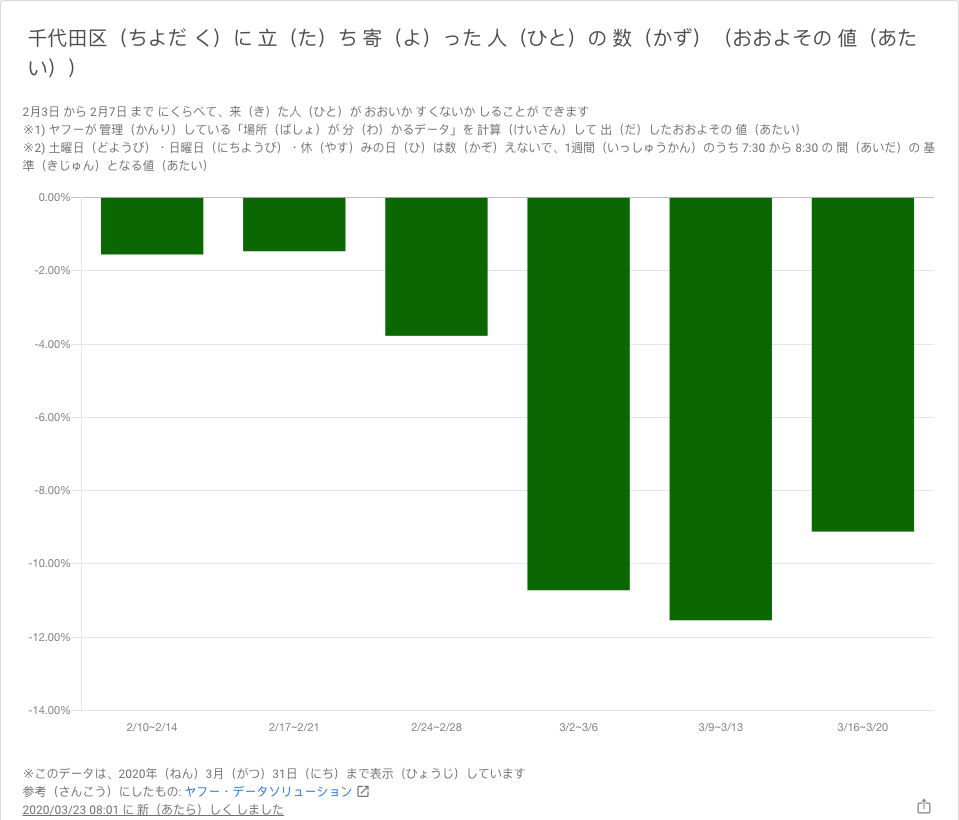 千代田区（ちよだ く）に 立（た）ち 寄（よ）った 人（ひと）の 数（かず）（おおよその 値（あた
い））
2月3日 から 2月7日 まで にくらべて、来（き）た人（ひと）が おおいか すくないか しることが できます
※1) ヤフーが 管理（かんり）している「場所（ばしょ）が 分（わ）かるデータ」を 計算（けいさん）して 出（だ）したおおよその 値（あたい）
※2) 土曜日（どようび）・日曜日（にちようび）・休（やす）みの日（ひ）は数（かぞ）えないで、1週間（いっしゅうかん）のうち 7:30 から 8:30 の 間（あいだ）の 基
準（きじゅん）となる値（あたい）
0.00%
-2.00%
-4.00%
-6.00%
-8.00%
-10.00%
-12.00%
-14.00%
2/10~2/14
2/17~2/21
2/24~2/28
3/2~3/6
3/9~3/13
3/16~3/20
※このデータは、2020年（ねん）3月（がつ）31日（にち）まで表示（ひょうじ）しています
参考（さんこう）にしたもの: ヤフー・データソリューション
2020/03/23 08:01 に 新（あたら）しく しました